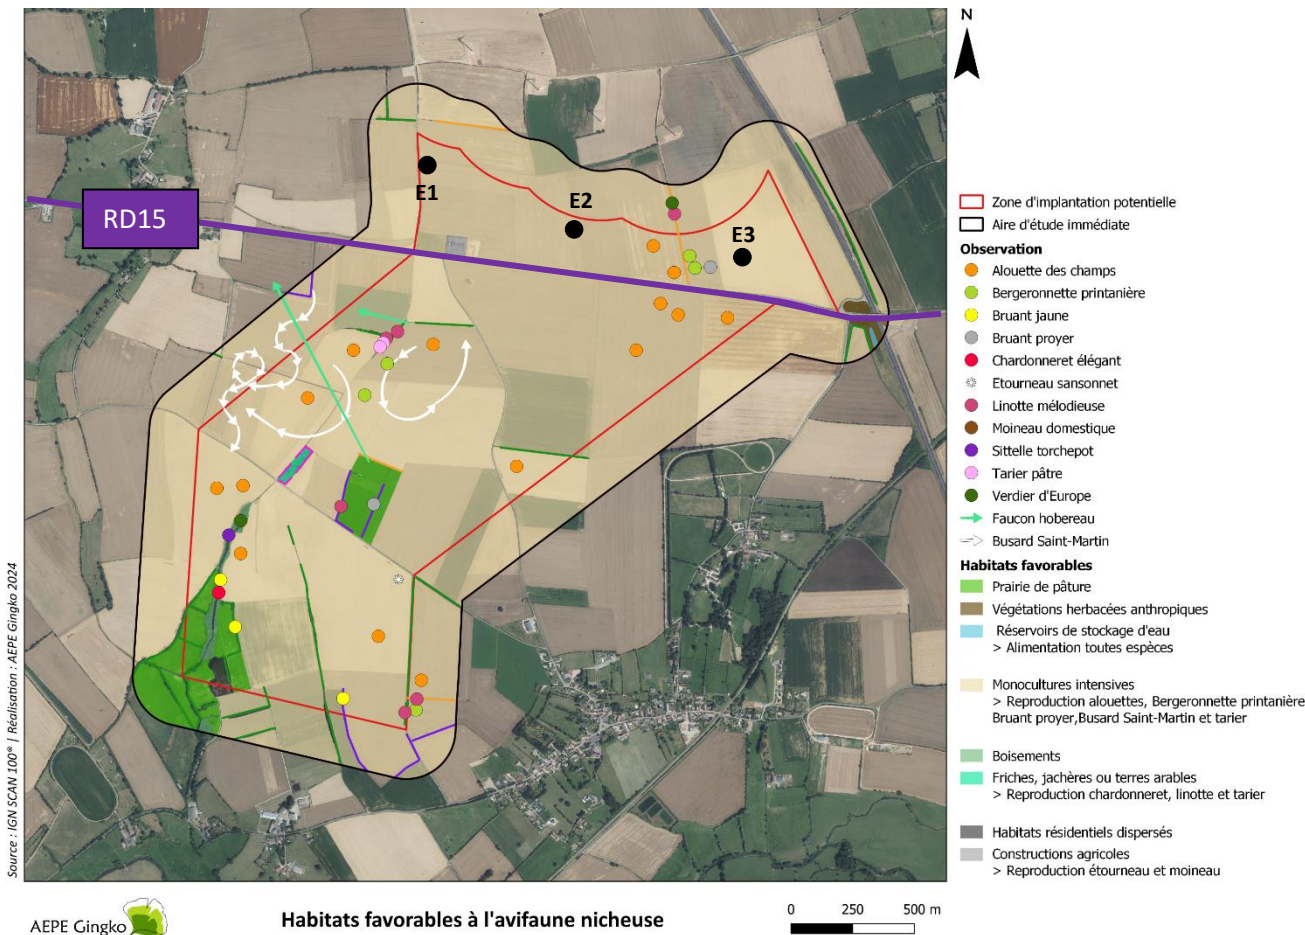 N
RD15
E1
E2
E3
Zone d'implantation potentielle
Aire d'étude immédiate
Observation
Alouette des champs
Bergeronnette printanière
Bruant jaune
Bruant proyer
Chardonneret élégant
Etourneau sansonnet
Linotte mélodieuse
Moineau domestique
Sittelle torchepot
Tarier pâtre
Verdier d'Europe
Faucon hobereau
Busard Saint-Martin
Habitats favorables
Prairie de pâture
Végétations herbacées anthropiques
Réservoirs de stockage d'eau
> Alimentation toutes espèces
Monocultures intensives
> Reproduction alouettes, Bergeronnette printanière
Bruant proyer,Busard Saint-Martin et tarier
Boisements
Friches, jachères ou terres arables
> Reproduction chardonneret, linotte et tarier
Habitats résidentiels dispersés
Constructions agricoles
> Reproduction étourneau et moineau
Source : IGN SCAN 100® | Réalisation : AEPE Gingko 2024
AEPE Gingko
Habitats favorables à l'avifaune nicheuse
0 250 500 m